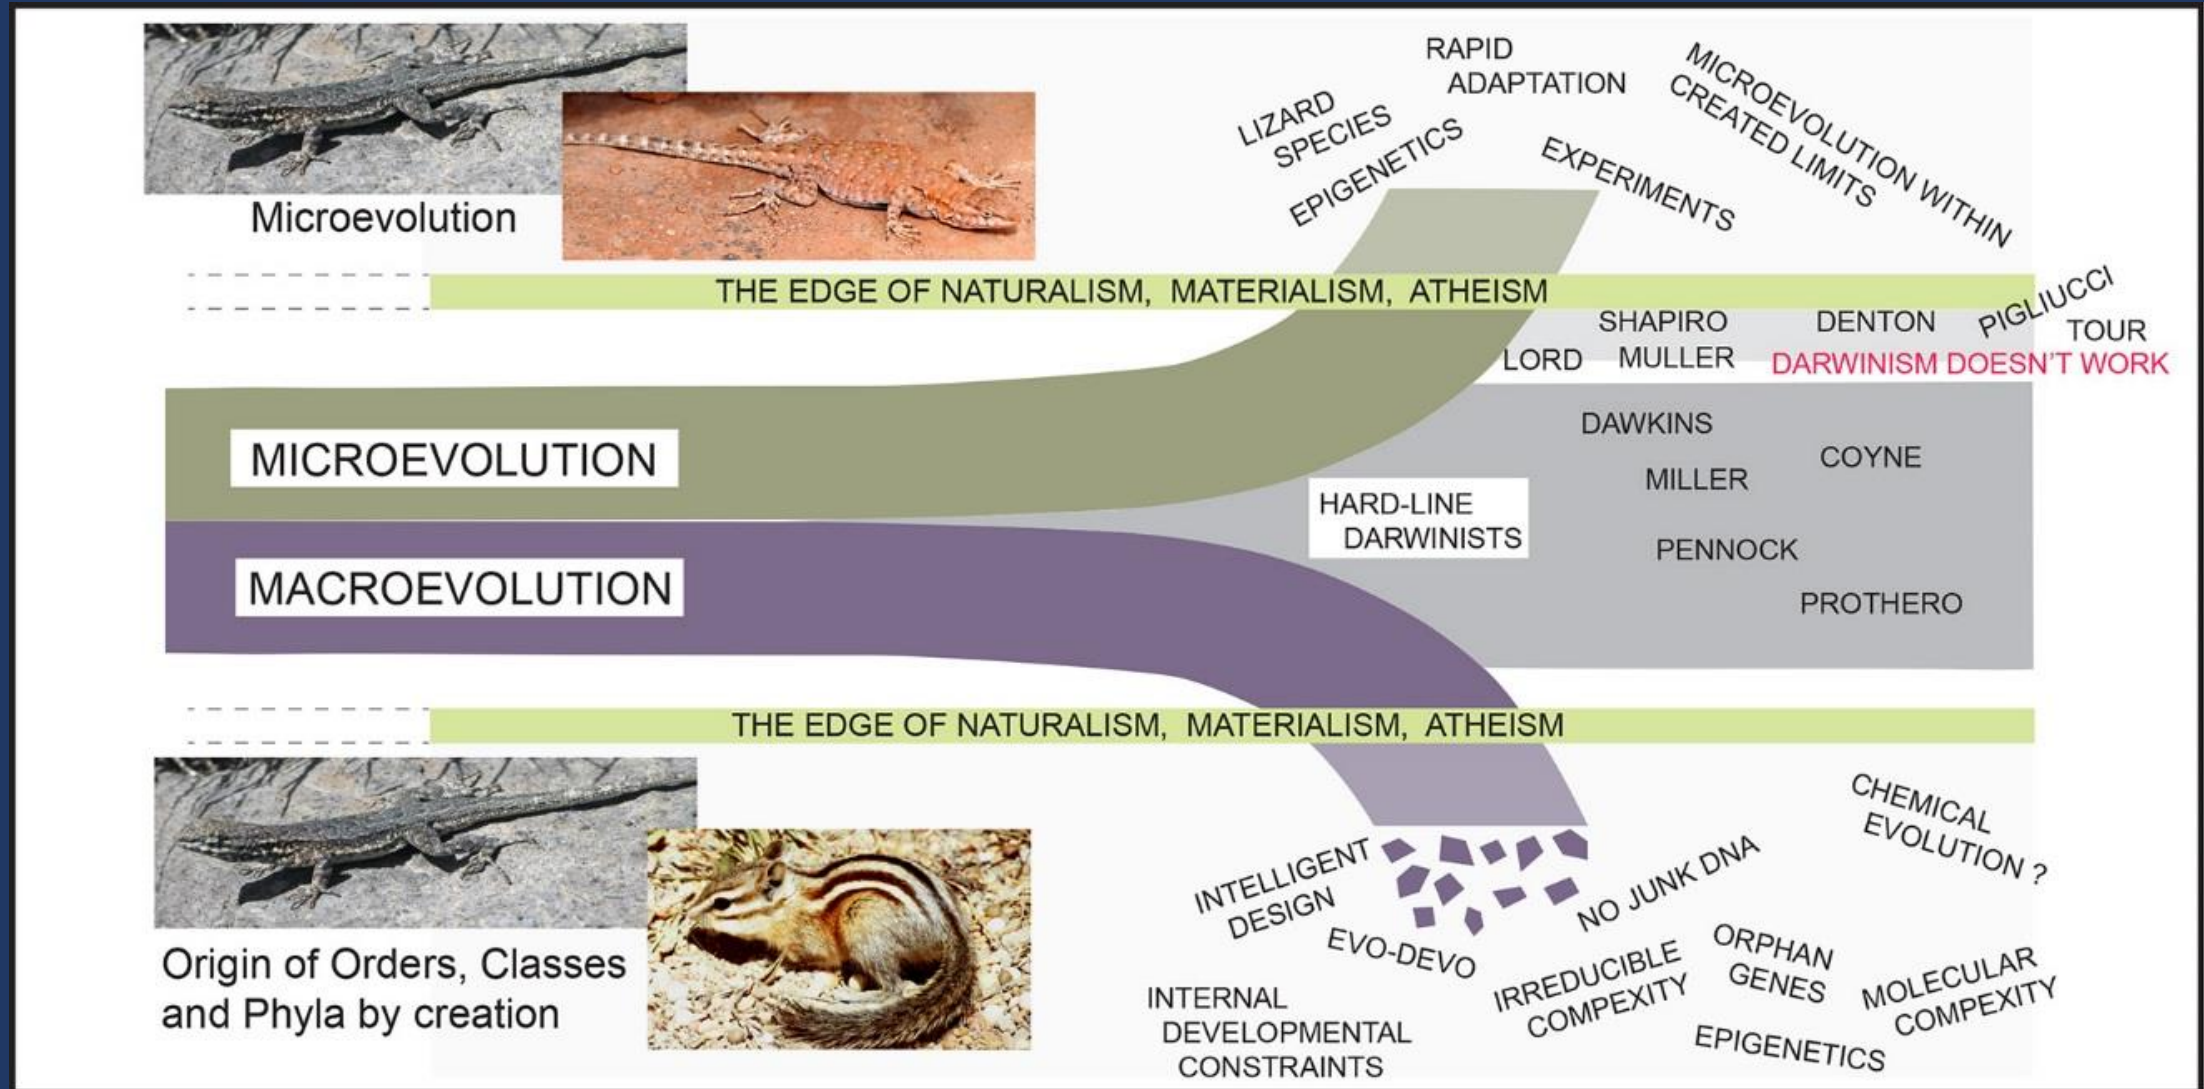 RAPID
ADAPTATION
LIZARD
SPECIES
EPIGENETICS
EXPERIMENTS
MICROEVOLUTION WITHIN
CREATED LIMITS
Microevolution
THE EDGE OF NATURALISM, MATERIALISM, ATHEISM
SHAPIRO
DENTON
PIGLIUCCI
TOUR
LORD
MULLER
DARWINISM DOESN'T WORK
MICROEVOLUTION
DAWKINS
COYNE
MILLER
HARD-LINE
DARWINISTS
PENNOCK
MACROEVOLUTION
PROTHERO
THE EDGE OF NATURALISM, MATERIALISM, ATHEISM
Origin of Orders, Classes
and Phyla by creation
INTELLIGENT
DESIGN
EVO-DEVO
NO JUNK DNA
CHEMICAL
EVOLUTION ?
INTERNAL
DEVELOPMENTAL
CONSTRAINTS
IRREDUCIBLE
COMPEXITY
ORPHAN
GENES
MOLECULAR
COMPEXITY
EPIGENETICS